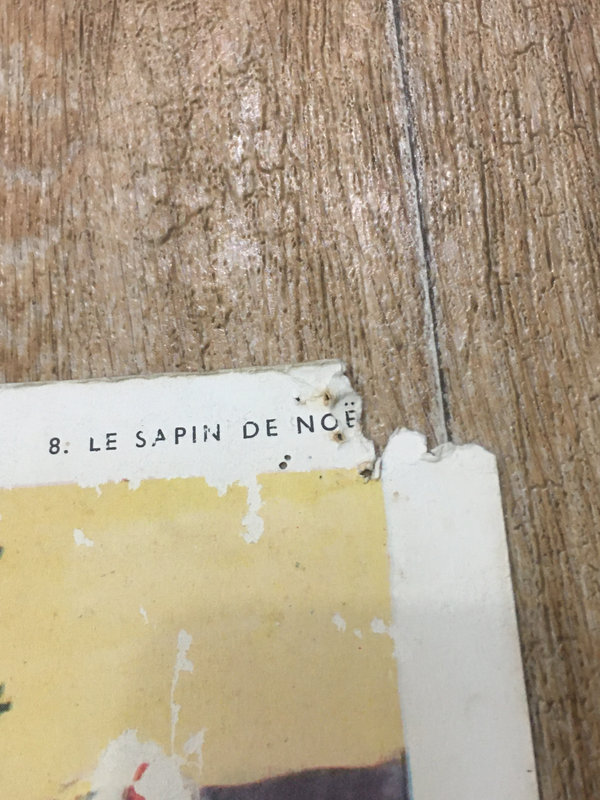 8. LE SAPIN DE NOË